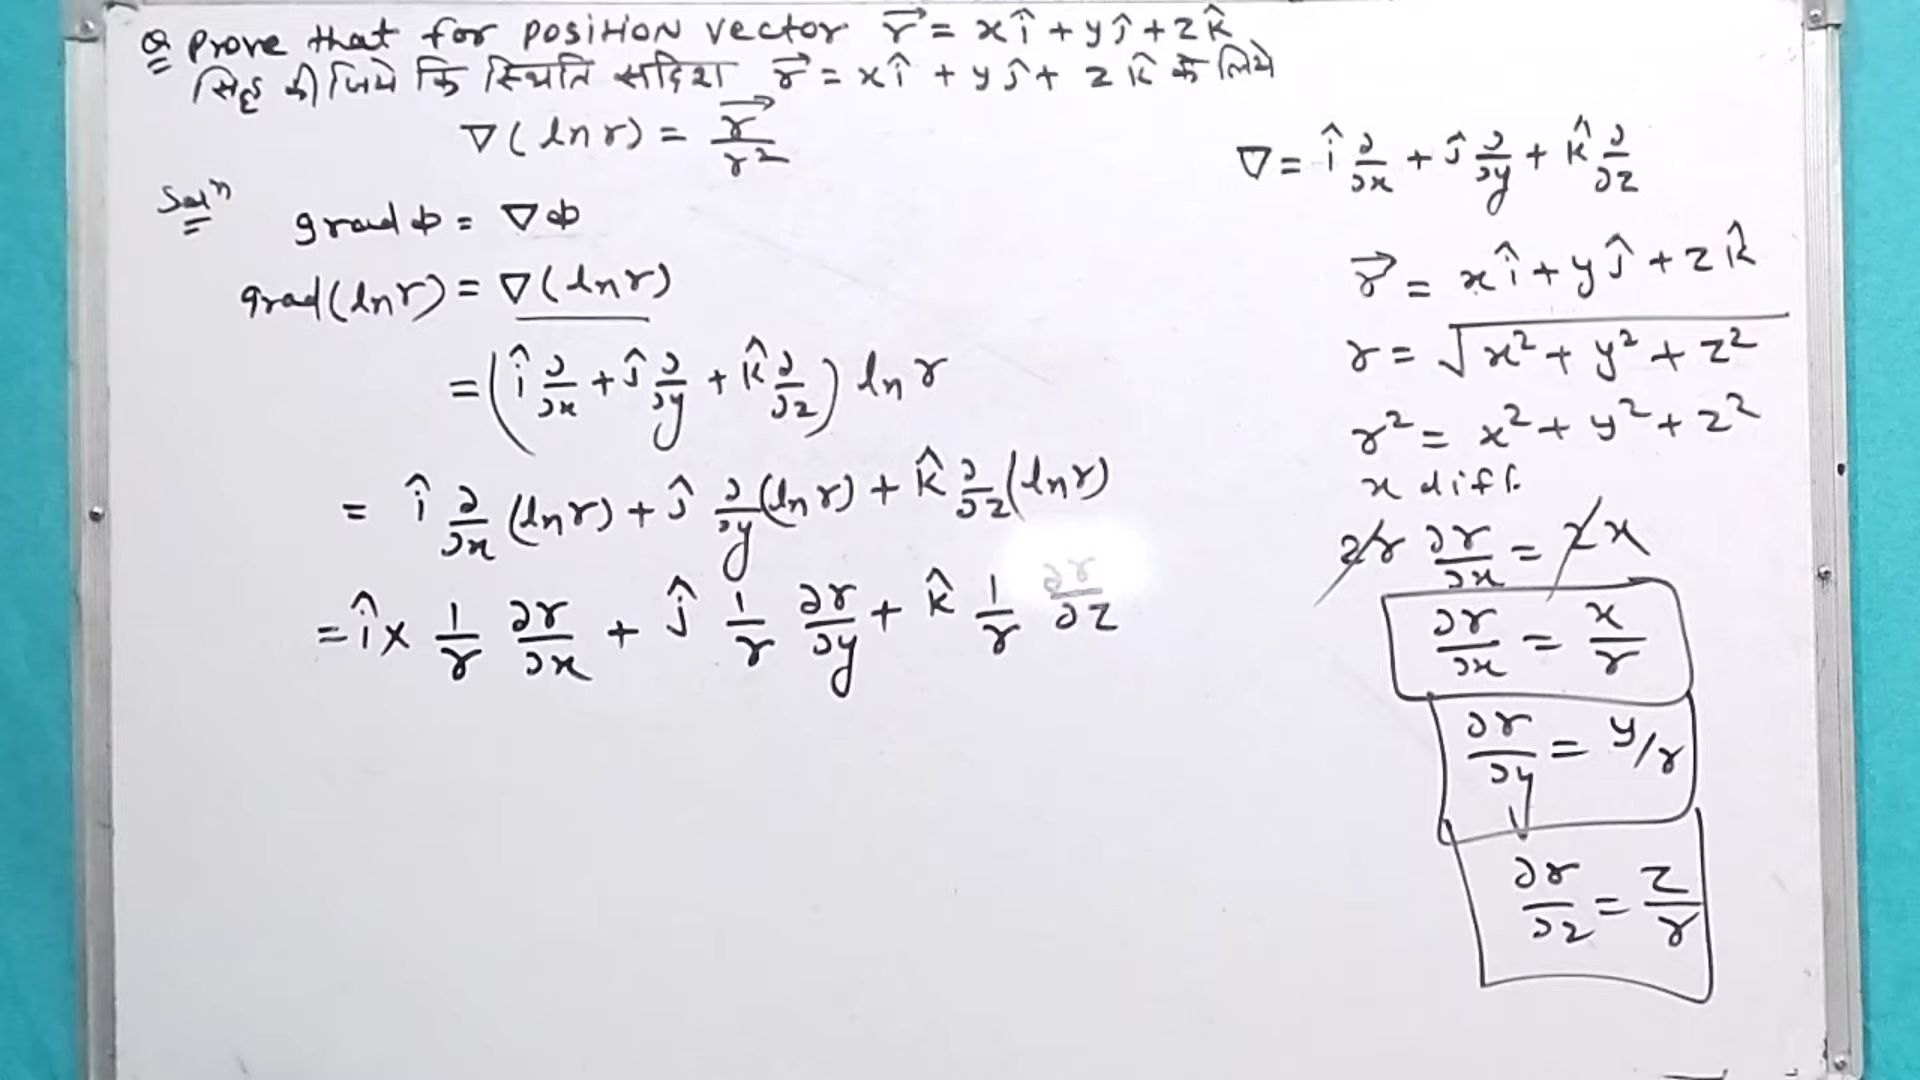 Q Prove that for position vector r⃗ = xî + yĵ + zk̂
सिद्ध कीजिये कि स्थिति सदिश r⃗ = xî + yĵ + zk̂ के लिये
∇(ln r) = r⃗/r²
Solⁿ
grad ϕ = ∇ϕ
grad(ln r) = ∇(ln r)
= (î ∂/∂x + ĵ ∂/∂y + k̂ ∂/∂z) ln r
= î ∂/∂x (ln r) + ĵ ∂/∂y (ln r) + k̂ ∂/∂z (ln r)
= î × 1/r ∂r/∂x + ĵ 1/r ∂r/∂y + k̂ 1/r ∂r/∂z
∇ = î ∂/∂x + ĵ ∂/∂y + k̂ ∂/∂z
r⃗ = xî + yĵ + zk̂
r = √(x² + y² + z²)
r² = x² + y² + z²
x diff.
2r ∂r/∂x = 2x
∂r/∂x = x/r
∂r/∂y = y/r
∂r/∂z = z/r